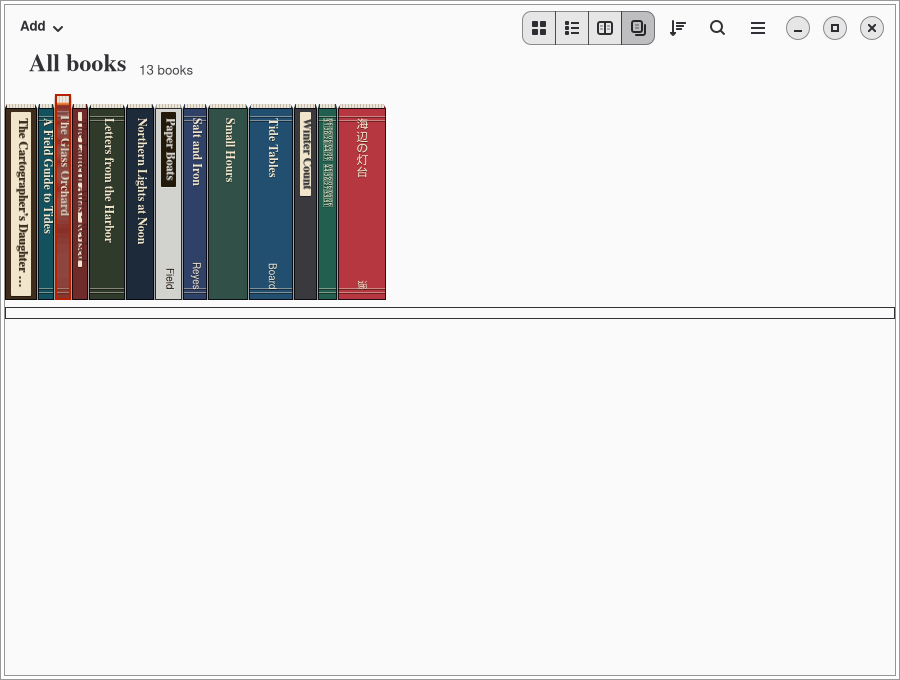 Add
All books
13 books
The Cartographer's Daughter …
A Field Guide to Tides
The Glass Orchard
Letters from the Harbor
Northern Lights at Noon
Paper Boats
Field
Salt and Iron
Reyes
Small Hours
Tide Tables
Board
Winter Count
海辺の灯台